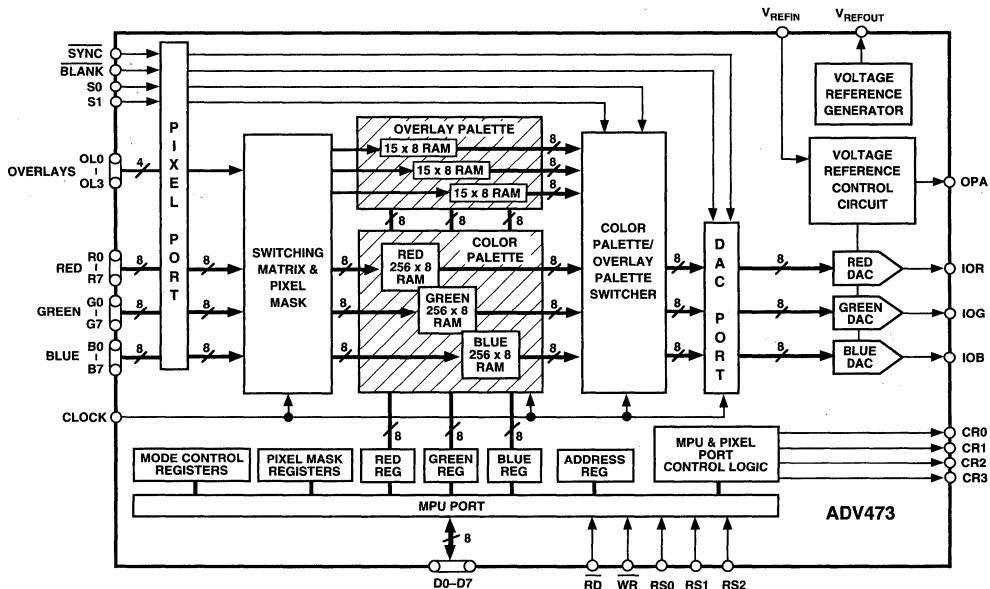 VREFIN
VREFOUT
SYNC
BLANK
S0
S1
PIXEL PORT
OVERLAYS
OL0
OL3
4
RED
R0
R7
8
8
GREEN
G0
G7
8
8
BLUE
B0
B7
8
8
CLOCK
SWITCHING
MATRIX &
PIXEL
MASK
OVERLAY PALETTE
15 x 8 RAM
8
15 x 8 RAM
8
15 x 8 RAM
8
8
8
8
COLOR
PALETTE
8
RED
256 x 8
RAM
8
8
GREEN
256 x 8
RAM
8
8
BLUE
256 x 8
RAM
8
COLOR
PALETTE/
OVERLAY
PALETTE
SWITCHER
8
8
8
DAC PORT
8
8
8
VOLTAGE
REFERENCE
GENERATOR
VOLTAGE
REFERENCE
CONTROL
CIRCUIT
OPA
RED
DAC
IOR
GREEN
DAC
IOG
BLUE
DAC
IOB
8
8
8
MODE CONTROL
REGISTERS
PIXEL MASK
REGISTERS
RED
REG
GREEN
REG
BLUE
REG
ADDRESS
REG
MPU & PIXEL
PORT
CONTROL LOGIC
CR0
CR1
CR2
CR3
MPU PORT
ADV473
8
D0–D7
RD
WR
RS0
RS1
RS2